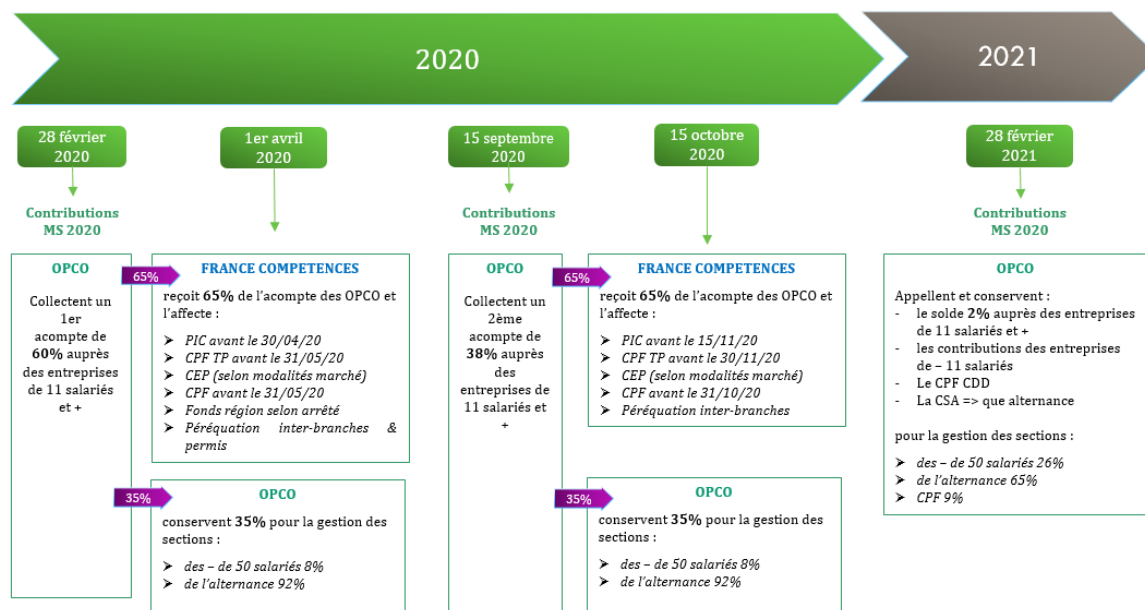 2020
2021
28 février
2020
1er avril
2020
15 septembre
2020
15 octobre
2020
28 février
2021
Contributions
MS 2020
Contributions
MS 2020
Contributions
MS 2020
OPCO
Collectent un
1er
acompte de
60% auprès
des entreprises
de 11 salariés
et +
65%
FRANCE COMPETENCES
reçoit 65% de l'acompte des OPCO et
l'affecte :
➤ PIC avant le 30/04/20
➤ CPF TP avant le 31/05/20
➤ CEP (selon modalités marché)
➤ CPF avant le 31/05/20
➤ Fonds région selon arrêté
➤ Péréquation inter-branches &
permis
35%
OPCO
conservent 35% pour la gestion des
sections :
➤ des – de 50 salariés 8%
➤ de l'alternance 92%
OPCO
Collectent un
2ème
acompte de
38% auprès
des
entreprises de
11 salariés et
+
65%
FRANCE COMPETENCES
reçoit 65% de l'acompte des OPCO et
l'affecte :
➤ PIC avant le 15/11/20
➤ CPF TP avant le 30/11/20
➤ CEP (selon modalités marché)
➤ CPF avant le 31/10/20
➤ Péréquation inter-branches
35%
OPCO
conservent 35% pour la gestion des
sections :
➤ des – de 50 salariés 8%
➤ de l'alternance 92%
OPCO
Appellent et conservent :
- le solde 2% auprès des entreprises
de 11 salariés et +
- les contributions des entreprises
de – 11 salariés
- Le CPF CDD
- La CSA => que alternance
pour la gestion des sections :
➤ des – de 50 salariés 26%
➤ de l'alternance 65%
➤ CPF 9%